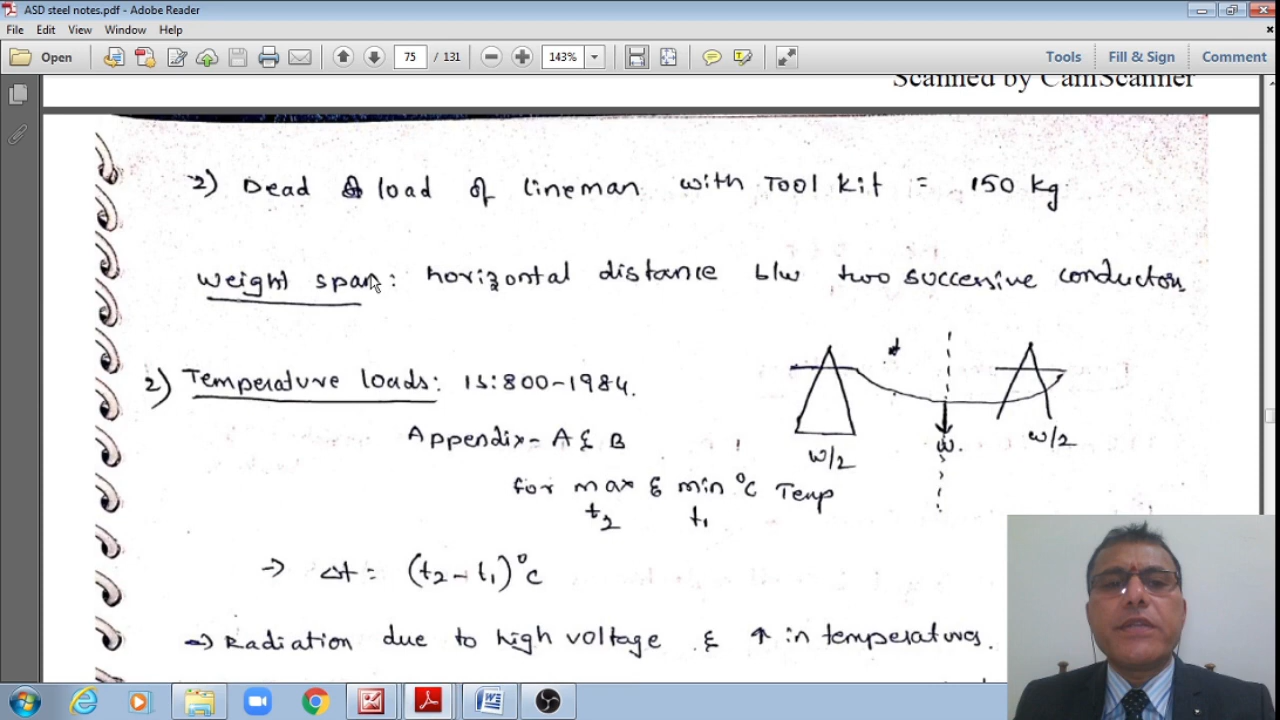 ASD steel notes.pdf - Adobe Reader
File Edit View Window Help
Open 75 / 131 143% Tools Fill & Sign Comment
Scanned by CamScanner
2) Dead load of lineman with Tool kit = 150 kg
Weight span: horizontal distance b/w two successive conductors
2) Temperature loads: IS:800-1984.
Appendix- A & B
w/2 w. w/2
for max & min °C Temp
t2 t1
→ Δt = (t2 - t1)°C
→ Radiation due to high voltage & ↑ in temperatures.